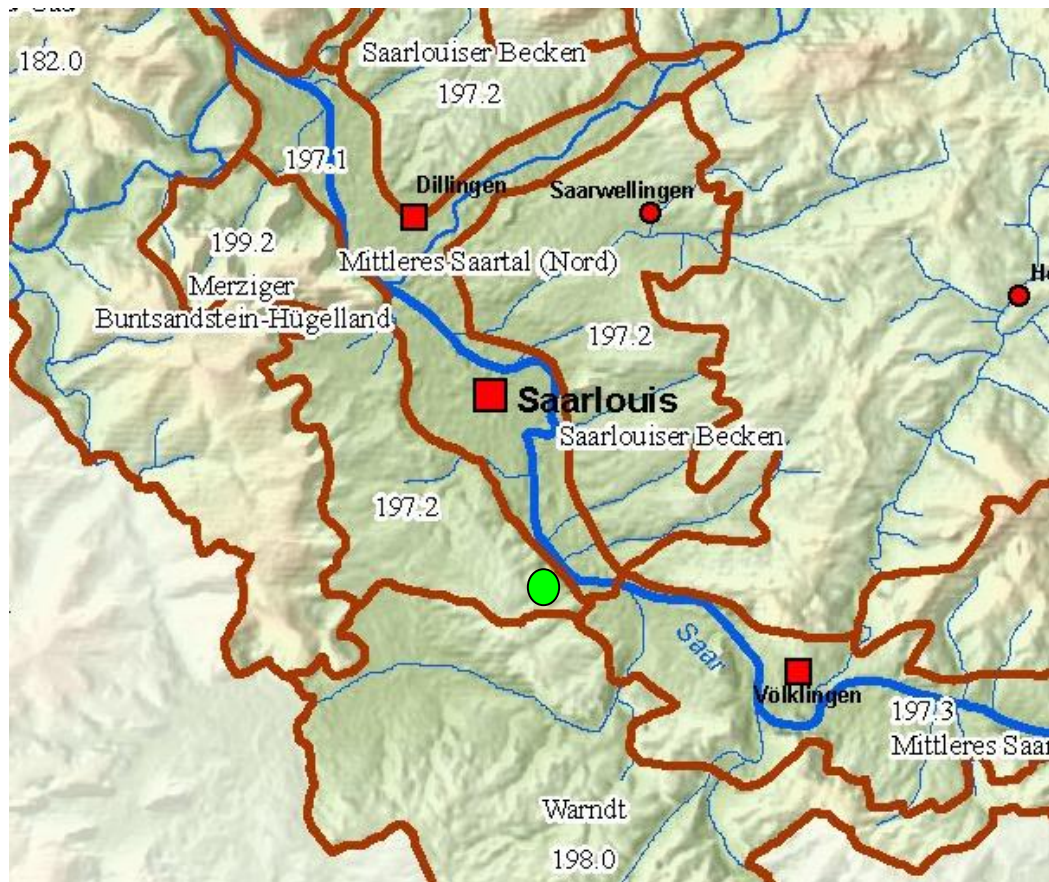 182.0
Saarlouiser Becken
197.2
197.1
Dillingen
Saarwellingen
199.2
Mittleres Saartal (Nord)
Merziger
Buntsandstein-Hügelland
197.2
Saarlouis
Saarlouiser Becken
197.2
Saar
Völklingen
197.3
Mittleres Saar
Warndt
198.0